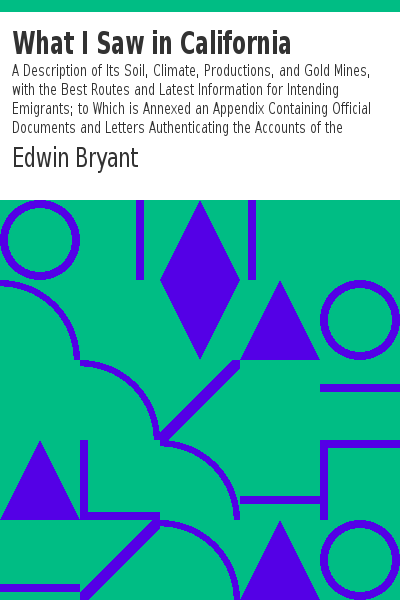 What I Saw in California
A Description of Its Soil, Climate, Productions, and Gold Mines,
with the Best Routes and Latest Information for Intending
Emigrants; to Which is Annexed an Appendix Containing Official
Documents and Letters Authenticating the Accounts of the
Edwin Bryant